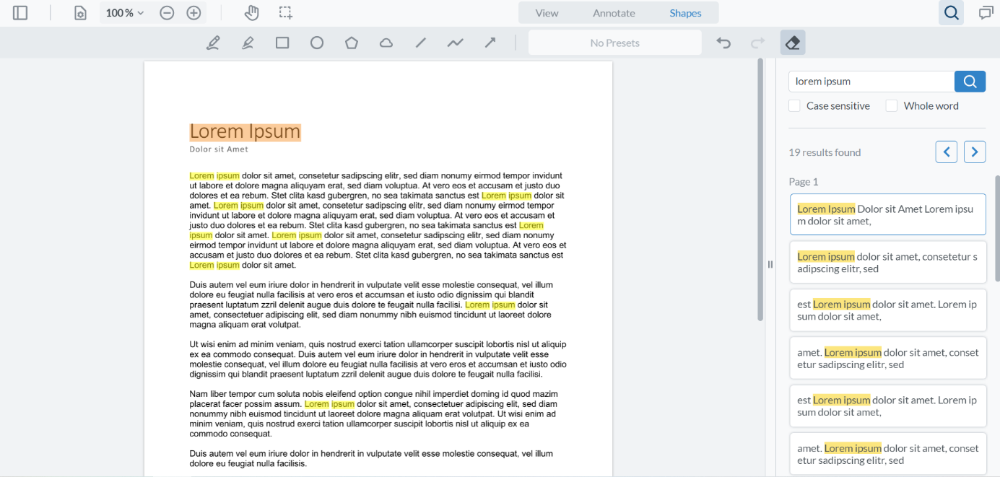 100 %
View
Annotate
Shapes
No Presets
Lorem Ipsum
Dolor sit Amet
Lorem ipsum dolor sit amet, consetetur sadipscing elitr, sed diam nonumy eirmod tempor invidunt
ut labore et dolore magna aliquyam erat, sed diam voluptua. At vero eos et accusam et justo duo
dolores et ea rebum. Stet clita kasd gubergren, no sea takimata sanctus est Lorem ipsum dolor sit
amet. Lorem ipsum dolor sit amet, consetetur sadipscing elitr, sed diam nonumy eirmod tempor
invidunt ut labore et dolore magna aliquyam erat, sed diam voluptua. At vero eos et accusam et
justo duo dolores et ea rebum. Stet clita kasd gubergren, no sea takimata sanctus est Lorem
ipsum dolor sit amet. Lorem ipsum dolor sit amet, consetetur sadipscing elitr, sed diam nonumy
eirmod tempor invidunt ut labore et dolore magna aliquyam erat, sed diam voluptua. At vero eos et
accusam et justo duo dolores et ea rebum. Stet clita kasd gubergren, no sea takimata sanctus est
Lorem ipsum dolor sit amet.
Duis autem vel eum iriure dolor in hendrerit in vulputate velit esse molestie consequat, vel illum
dolore eu feugiat nulla facilisis at vero eros et accumsan et iusto odio dignissim qui blandit
praesent luptatum zzril delenit augue duis dolore te feugait nulla facilisi. Lorem ipsum dolor sit
amet, consectetuer adipiscing elit, sed diam nonummy nibh euismod tincidunt ut laoreet dolore
magna aliquam erat volutpat.
Ut wisi enim ad minim veniam, quis nostrud exerci tation ullamcorper suscipit lobortis nisl ut aliquip
ex ea commodo consequat. Duis autem vel eum iriure dolor in hendrerit in vulputate velit esse
molestie consequat, vel illum dolore eu feugiat nulla facilisis at vero eros et accumsan et iusto odio
dignissim qui blandit praesent luptatum zzril delenit augue duis dolore te feugait nulla facilisi.
Nam liber tempor cum soluta nobis eleifend option congue nihil imperdiet doming id quod mazim
placerat facer possim assum. Lorem ipsum dolor sit amet, consectetuer adipiscing elit, sed diam
nonummy nibh euismod tincidunt ut laoreet dolore magna aliquam erat volutpat. Ut wisi enim ad
minim veniam, quis nostrud exerci tation ullamcorper suscipit lobortis nisl ut aliquip ex ea
commodo consequat.
Duis autem vel eum iriure dolor in hendrerit in vulputate velit esse molestie consequat, vel illum
dolore eu feugiat nulla facilisis.
lorem ipsum
Case sensitive
Whole word
19 results found
Page 1
Lorem Ipsum Dolor sit Amet Lorem ipsu
m dolor sit amet,
Lorem ipsum dolor sit amet, consetetur s
adipscing elitr, sed
est Lorem ipsum dolor sit amet. Lorem ip
sum dolor sit amet,
amet. Lorem ipsum dolor sit amet, conset
etur sadipscing elitr, sed
est Lorem ipsum dolor sit amet. Lorem ip
sum dolor sit amet,
amet. Lorem ipsum dolor sit amet, conset
etur sadipscing elitr, sed